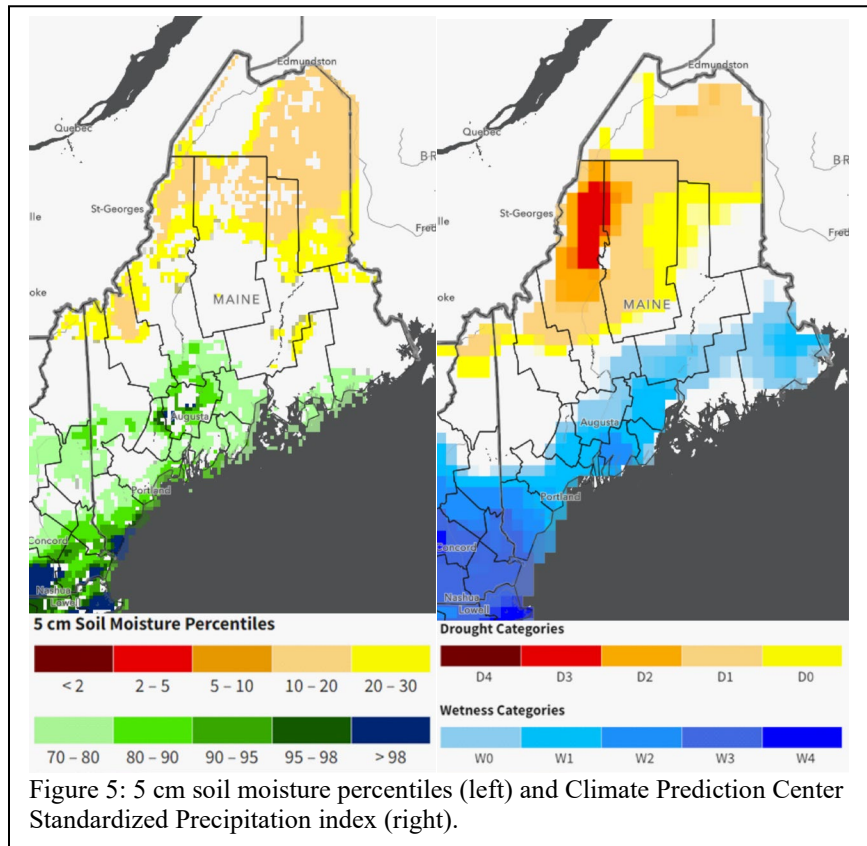 Edmundston
Quebec
BR
St-Georges
lle
Fred
oke
MAINE
Augusta
Portland
Concord
Nashua
Lowell
5 cm Soil Moisture Percentiles
< 2 2 – 5 5 – 10 10 – 20 20 – 30
70 – 80 80 – 90 90 – 95 95 – 98 > 98
Edmundston
Quebec
BR
St-Georges
lle
Fred
oke
MAINE
Augusta
Portland
Concord
Nashua
Lowell
Drought Categories
D4 D3 D2 D1 D0
Wetness Categories
W0 W1 W2 W3 W4
Figure 5: 5 cm soil moisture percentiles (left) and Climate Prediction Center
Standardized Precipitation index (right).